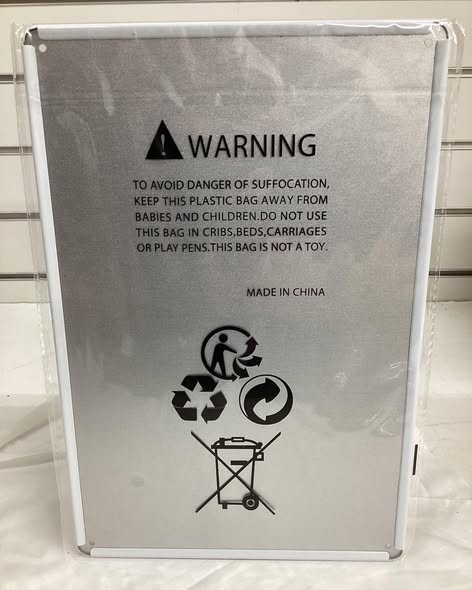 WARNING
TO AVOID DANGER OF SUFFOCATION,
KEEP THIS PLASTIC BAG AWAY FROM
BABIES AND CHILDREN.DO NOT USE
THIS BAG IN CRIBS,BEDS,CARRIAGES
OR PLAY PENS.THIS BAG IS NOT A TOY.
MADE IN CHINA